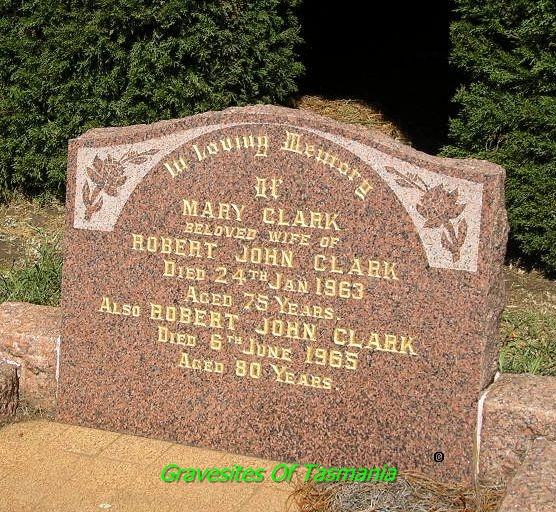 In Loving Memory
Of
MARY CLARK
BELOVED WIFE OF
ROBERT JOHN CLARK
DIED 24TH JAN 1963
AGED 75 YEARS.
ALSO ROBERT JOHN CLARK
DIED 6TH JUNE 1965
AGED 80 YEARS.
@
Gravesites Of Tasmania